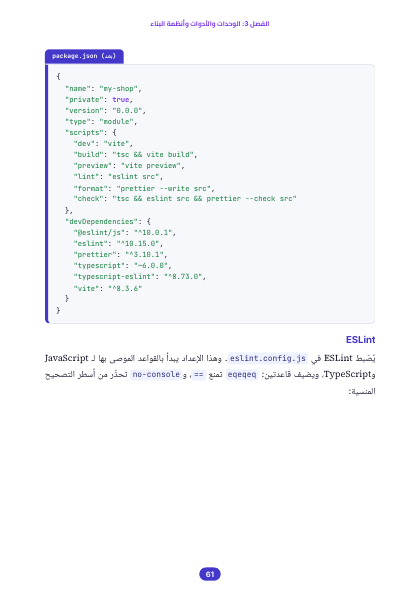 الفصل 3: الوحدات والأدوات وأنظمة البناء
package.json (بعد)
{
  "name": "my-shop",
  "private": true,
  "version": "0.0.0",
  "type": "module",
  "scripts": {
    "dev": "vite",
    "build": "tsc && vite build",
    "preview": "vite preview",
    "lint": "eslint src",
    "format": "prettier --write src",
    "check": "tsc && eslint src && prettier --check src"
  },
  "devDependencies": {
    "@eslint/js": "^10.0.1",
    "eslint": "^10.15.0",
    "prettier": "^3.10.1",
    "typescript": "~6.0.0",
    "typescript-eslint": "^8.73.0",
    "vite": "^8.3.6"
  }
}
ESLint
يُضبط ESLint في eslint.config.js. وهذا الإعداد يبدأ بالقواعد الموصى بها لـ JavaScript
وTypeScript، ويضيف قاعدتين: eqeqeq تمنع ==، و no-console تحذّر من أسطر التصحيح
المنسية:
61